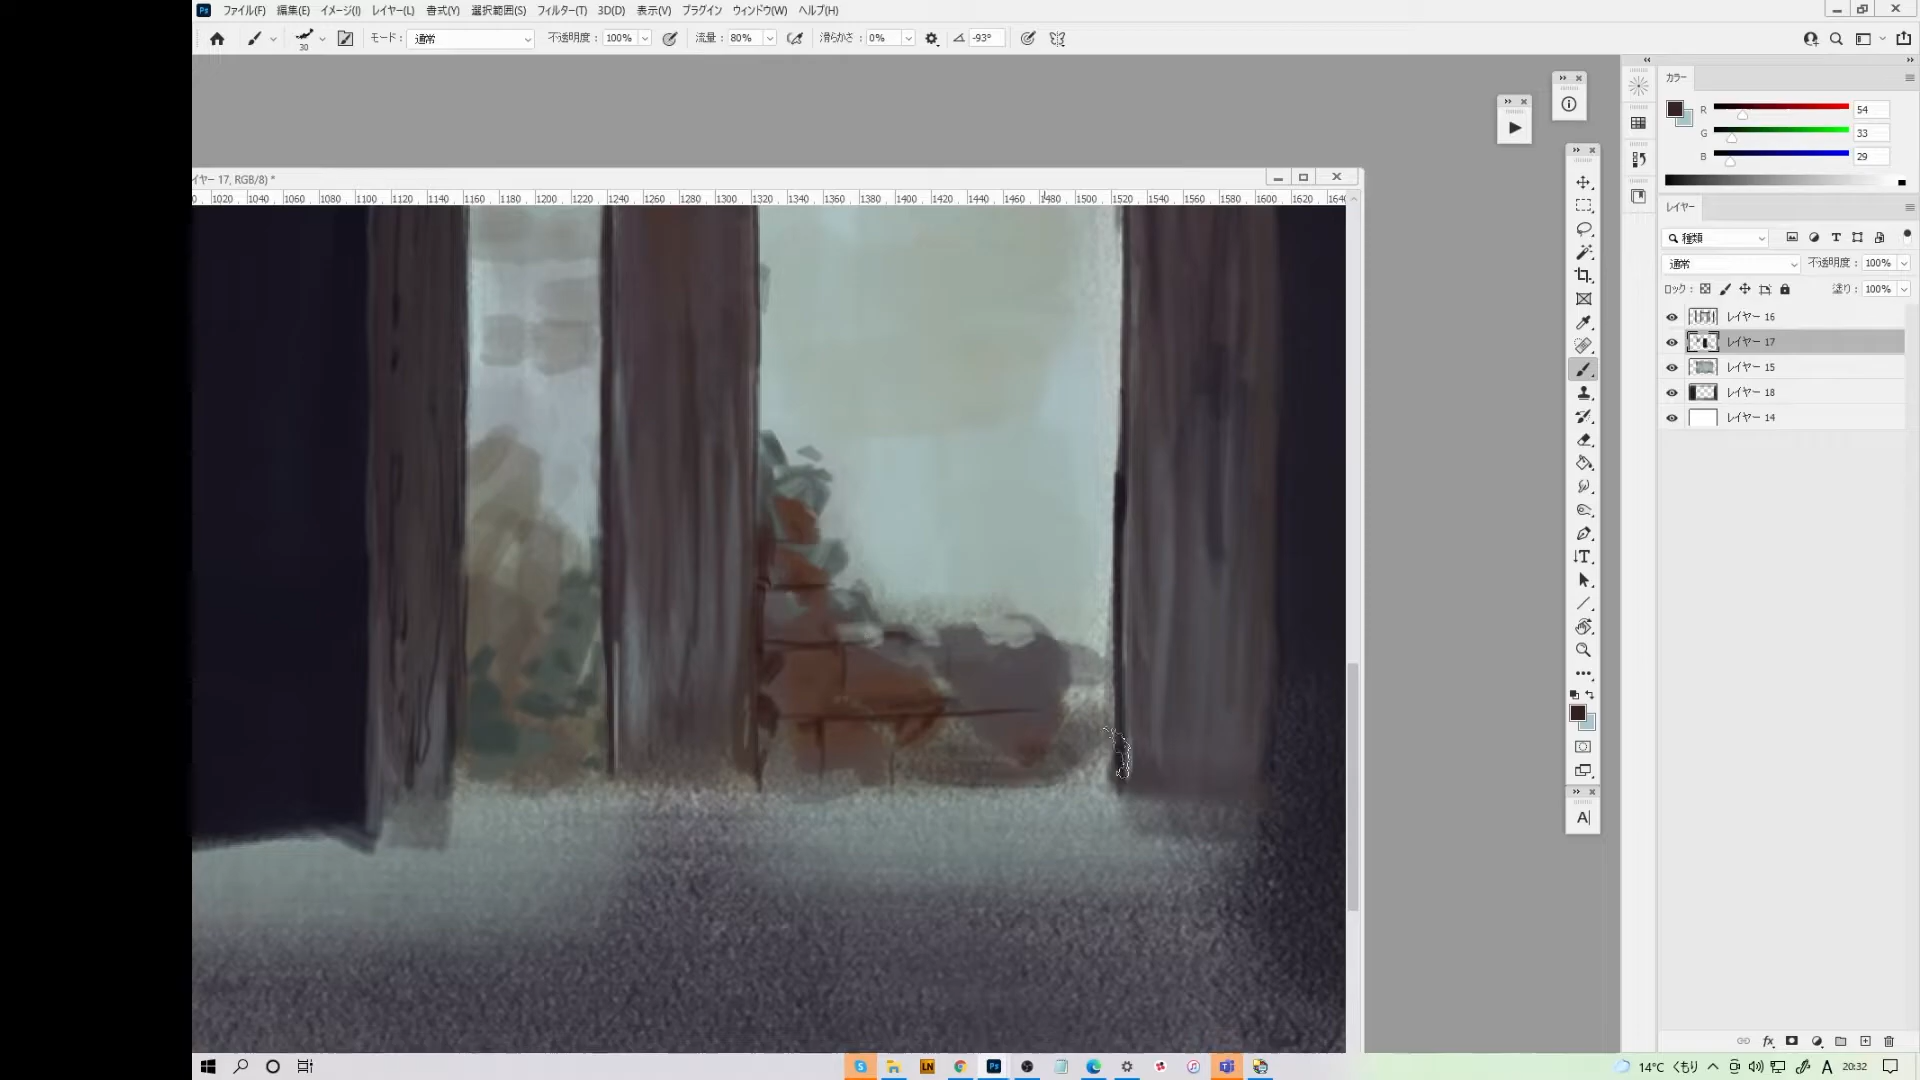 Ps ファイル(F) 編集(E) イメージ(I) レイヤー(L) 書式(Y) 選択範囲(S) フィルター(T) 3D(D) 表示(V) プラグイン ウィンドウ(W) ヘルプ(H)
30 モード : 通常 不透明度 : 100% 流量 : 80% 滑らかさ : 0% -93°
カラー
R 54
G 33
B 29
イヤー 17, RGB/8) *
0 1020 1040 1060 1080 1100 1120 1140 1160 1180 1200 1220 1240 1260 1280 1300 1320 1340 1360 1380 1400 1420 1440 1460 1480 1500 1520 1540 1560 1580 1600 1620 164
レイヤー
種類
通常 不透明度 : 100%
ロック : 塗り : 100%
レイヤー 16
レイヤー 17
レイヤー 15
レイヤー 18
レイヤー 14
T
A|
fx
LN Ps 14°C くもり A 20:32